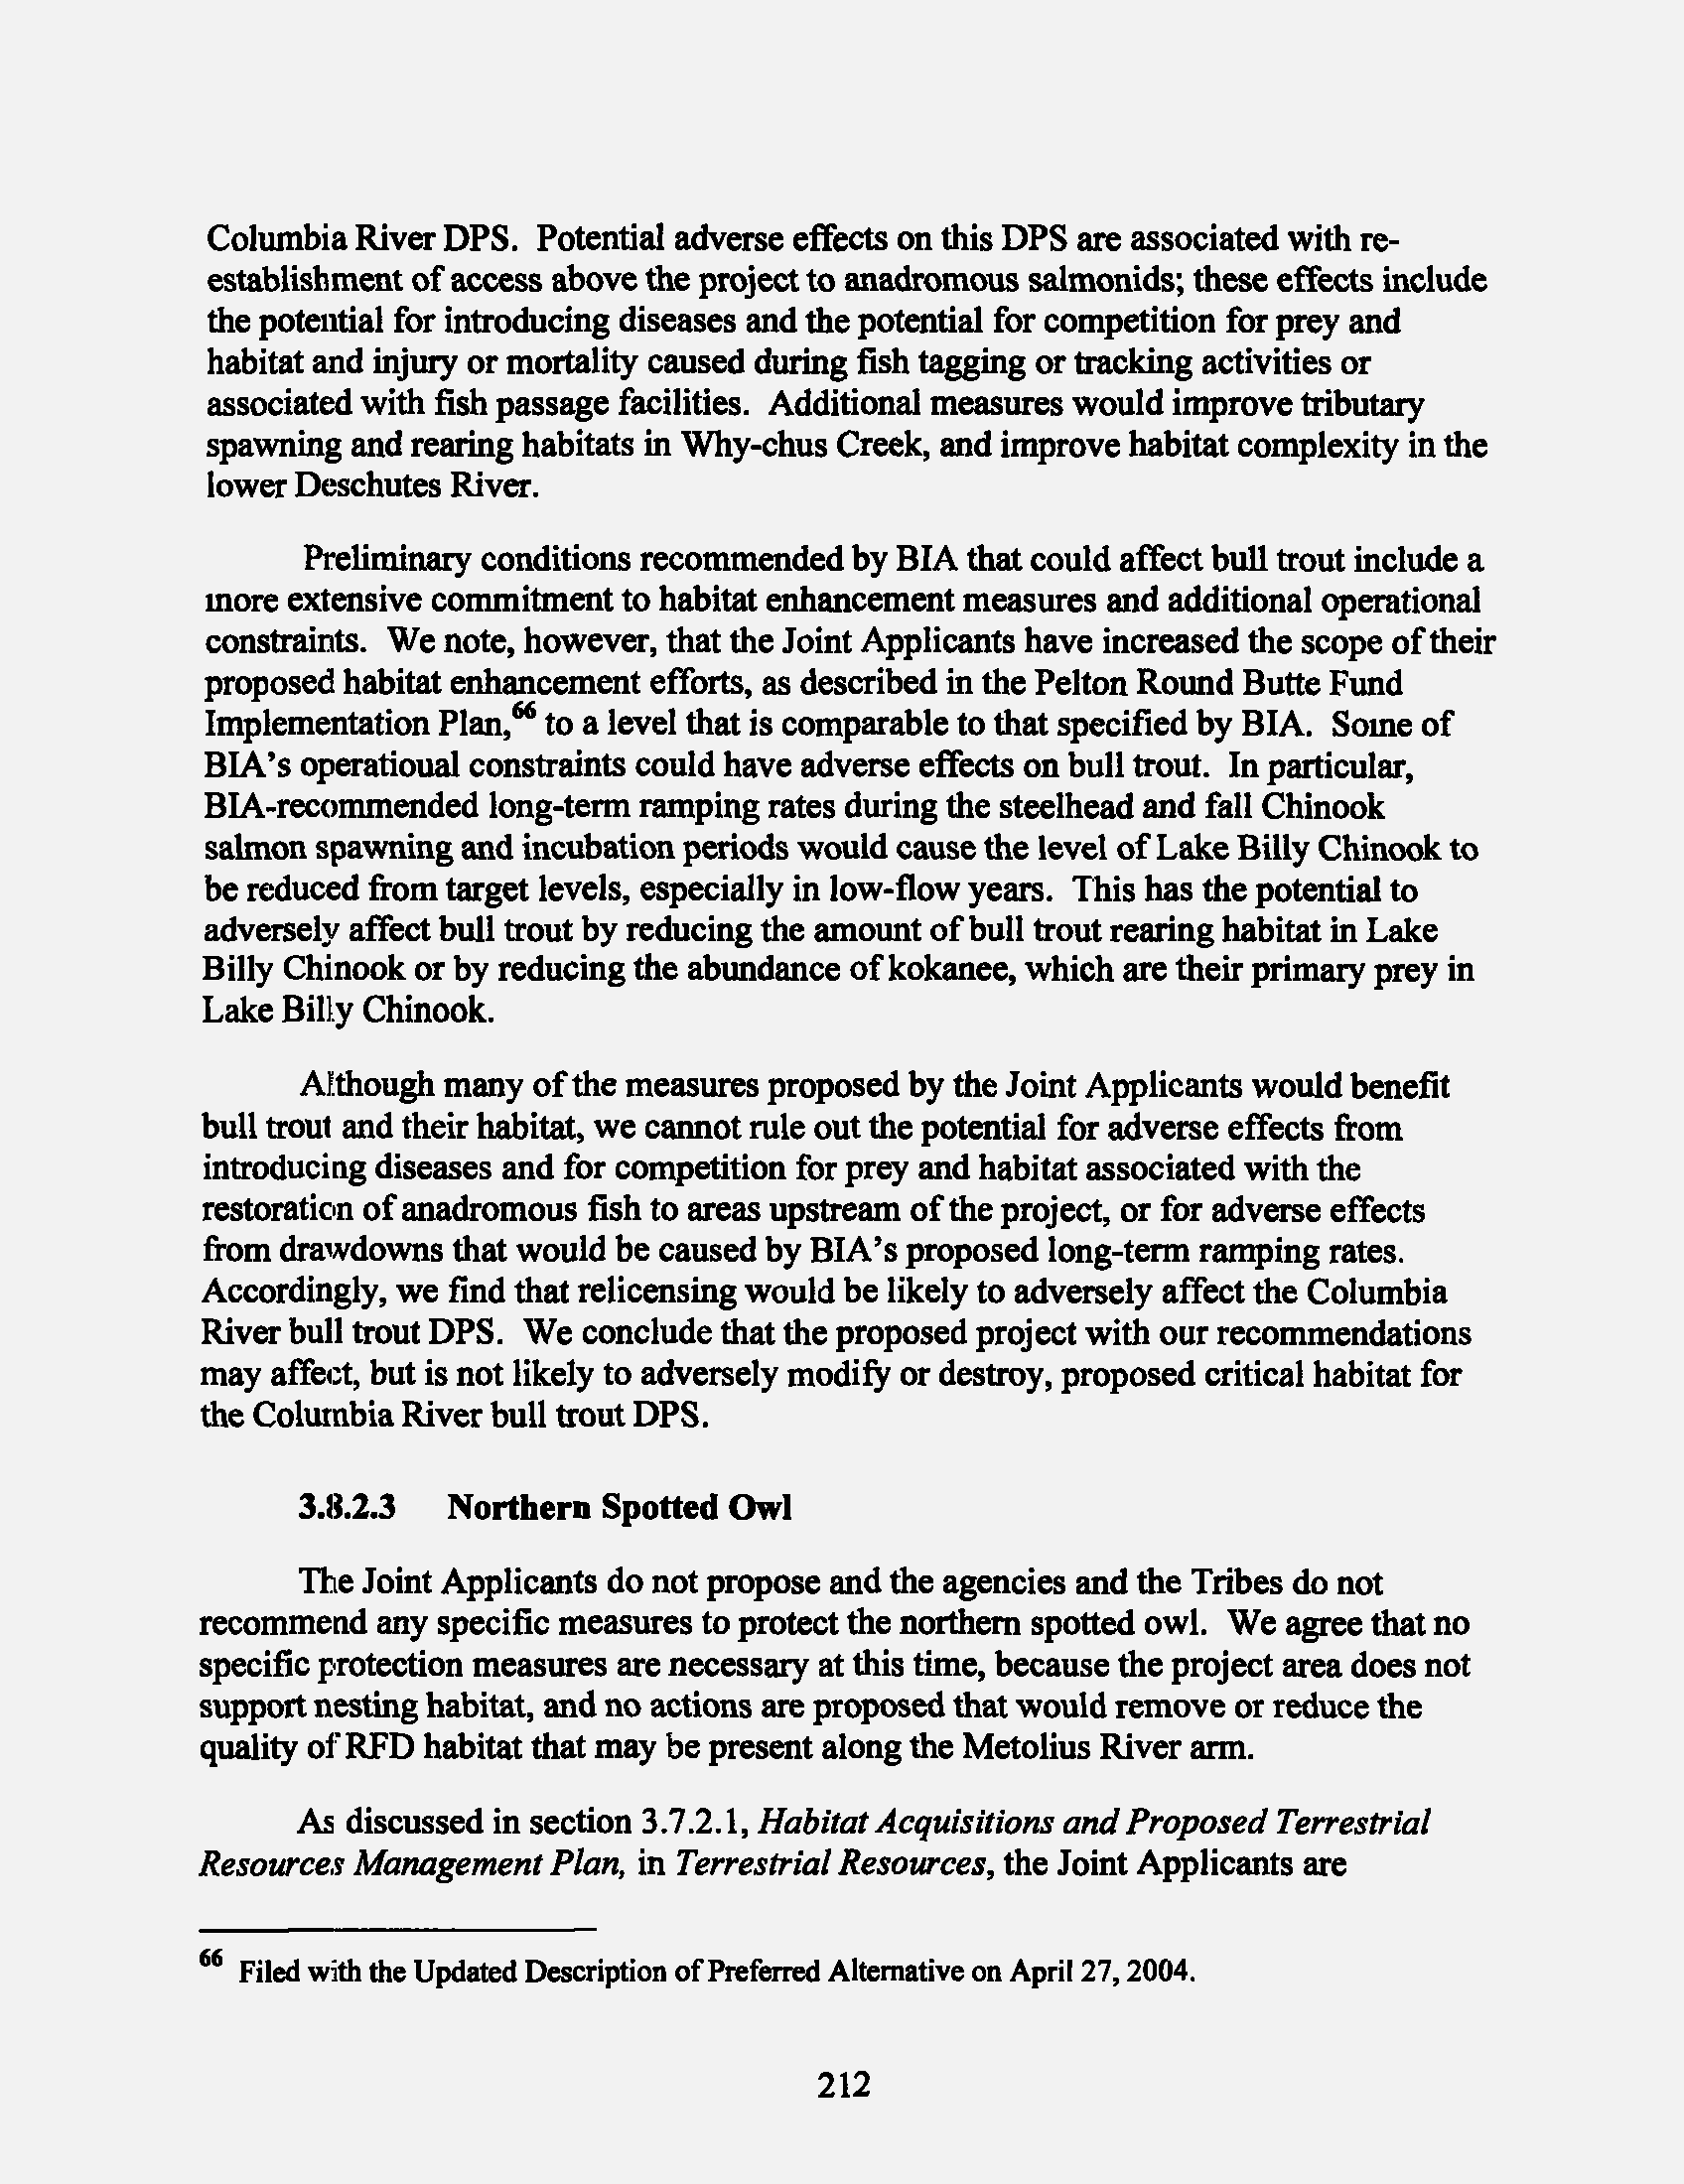 Columbia River DPS. Potential adverse effects on this DPS are associated with re-
establishment of access above the project to anadromous salmonids; these effects include
the potential for introducing diseases and the potential for competition for prey and
habitat and injury or mortality caused during fish tagging or tracking activities or
associated with fish passage facilities. Additional measures would improve tributary
spawning and rearing habitats in Why-chus Creek, and improve habitat complexity in the
lower Deschutes River.
Preliminary conditions recommended by BIA that could affect bull trout include a
more extensive commitment to habitat enhancement measures and additional operational
constraints. We note, however, that the Joint Applicants have increased the scope of their
proposed habitat enhancement efforts, as described in the Pelton Round Butte Fund
Implementation Plan,66 to a level that is comparable to that specified by BIA. Some of
BIA's operational constraints could have adverse effects on bull trout. In particular,
BIA-recommended long-term ramping rates during the steelhead and fall Chinook
salmon spawning and incubation periods would cause the level of Lake Billy Chinook to
be reduced from target levels, especially in low-flow years. This has the potential to
adversely affect bull trout by reducing the amount of bull trout rearing habitat in Lake
Billy Chinook or by reducing the abundance of kokanee, which are their primary prey in
Lake Billy Chinook.
Although many of the measures proposed by the Joint Applicants would benefit
bull trout and their habitat, we cannot rule out the potential for adverse effects from
introducing diseases and for competition for prey and habitat associated with the
restoration of anadromous fish to areas upstream of the project, or for adverse effects
from drawdowns that would be caused by BIA's proposed long-term ramping rates.
Accordingly, we find that relicensing would be likely to adversely affect the Columbia
River bull trout DPS. We conclude that the proposed project with our recommendations
may affect, but is not likely to adversely modify or destroy, proposed critical habitat for
the Columbia River bull trout DPS.
3.8.2.3 Northern Spotted Owl
The Joint Applicants do not propose and the agencies and the Tribes do not
recommend any specific measures to protect the northern spotted owl. We agree that no
specific protection measures are necessary at this time, because the project area does not
support nesting habitat, and no actions are proposed that would remove or reduce the
quality of RFD habitat that may be present along the Metolius River arm.
As discussed in section 3.7.2.1, Habitat Acquisitions and Proposed Terrestrial
Resources Management Plan, in Terrestrial Resources, the Joint Applicants are
66 Filed with the Updated Description of Preferred Alternative on April 27, 2004.
212